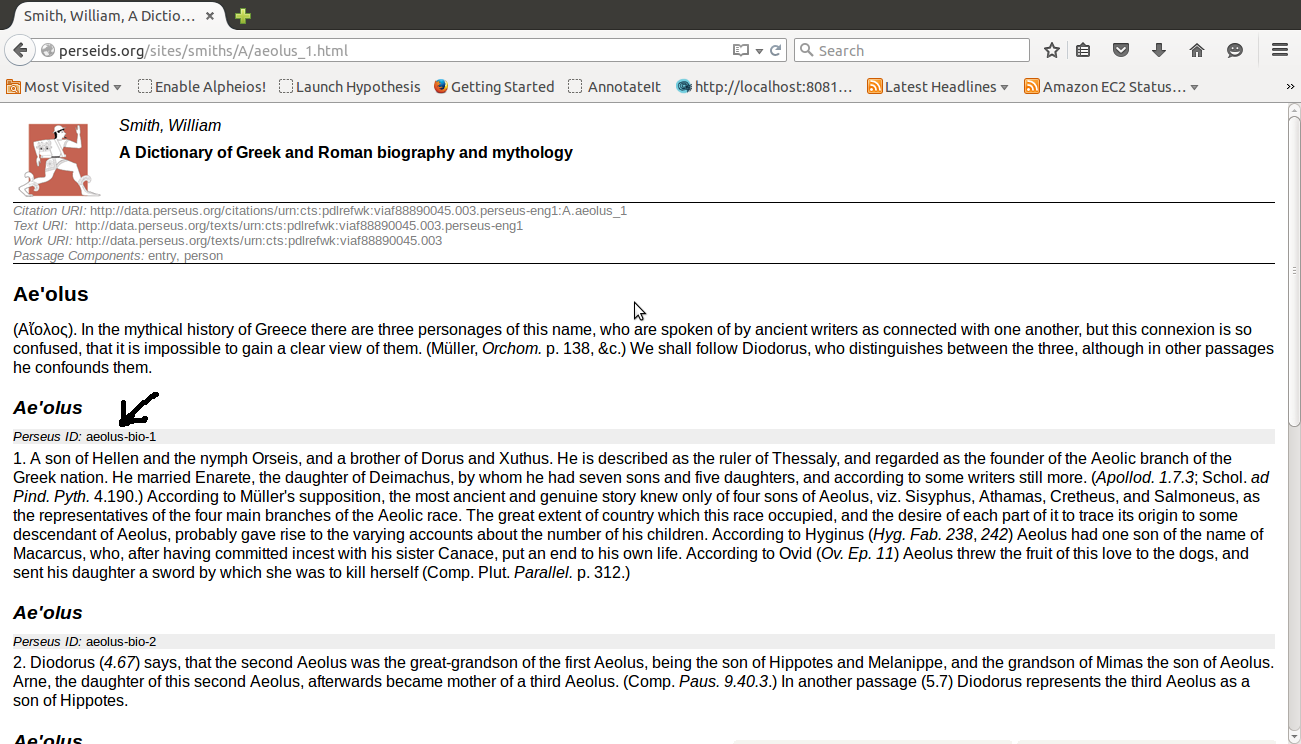 Smith, William, A Dictio...
perseids.org/sites/smiths/A/aeolus_1.html
Search
Most Visited
Enable Alpheios!
Launch Hypothesis
Getting Started
AnnotateIt
http://localhost:8081...
Latest Headlines
Amazon EC2 Status...
Smith, William
A Dictionary of Greek and Roman biography and mythology
Citation URI: http://data.perseus.org/citations/urn:cts:pdlrefwk:viaf88890045.003.perseus-eng1:A.aeolus_1
Text URI: http://data.perseus.org/texts/urn:cts:pdlrefwk:viaf88890045.003.perseus-eng1
Work URI: http://data.perseus.org/texts/urn:cts:pdlrefwk:viaf88890045.003
Passage Components: entry, person
Ae'olus
(Αἴολος). In the mythical history of Greece there are three personages of this name, who are spoken of by ancient writers as connected with one another, but this connexion is so
confused, that it is impossible to gain a clear view of them. (Müller, Orchom. p. 138, &c.) We shall follow Diodorus, who distinguishes between the three, although in other passages
he confounds them.
Ae'olus
Perseus ID: aeolus-bio-1
1. A son of Hellen and the nymph Orseis, and a brother of Dorus and Xuthus. He is described as the ruler of Thessaly, and regarded as the founder of the Aeolic branch of the
Greek nation. He married Enarete, the daughter of Deimachus, by whom he had seven sons and five daughters, and according to some writers still more. (Apollod. 1.7.3; Schol. ad
Pind. Pyth. 4.190.) According to Müller's supposition, the most ancient and genuine story knew only of four sons of Aeolus, viz. Sisyphus, Athamas, Cretheus, and Salmoneus, as
the representatives of the four main branches of the Aeolic race. The great extent of country which this race occupied, and the desire of each part of it to trace its origin to some
descendant of Aeolus, probably gave rise to the varying accounts about the number of his children. According to Hyginus (Hyg. Fab. 238, 242) Aeolus had one son of the name of
Macarcus, who, after having committed incest with his sister Canace, put an end to his own life. According to Ovid (Ov. Ep. 11) Aeolus threw the fruit of this love to the dogs, and
sent his daughter a sword by which she was to kill herself (Comp. Plut. Parallel. p. 312.)
Ae'olus
Perseus ID: aeolus-bio-2
2. Diodorus (4.67) says, that the second Aeolus was the great-grandson of the first Aeolus, being the son of Hippotes and Melanippe, and the grandson of Mimas the son of Aeolus.
Arne, the daughter of this second Aeolus, afterwards became mother of a third Aeolus. (Comp. Paus. 9.40.3.) In another passage (5.7) Diodorus represents the third Aeolus as a
son of Hippotes.
Ae'olus